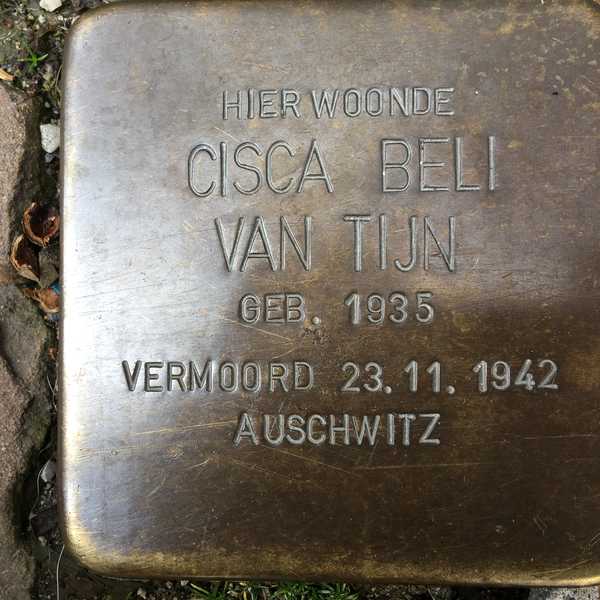 HIER WOONDE
CISCA BELI
VAN TIJN
GEB. 1935
VERMOORD 23.11.1942
AUSCHWITZ